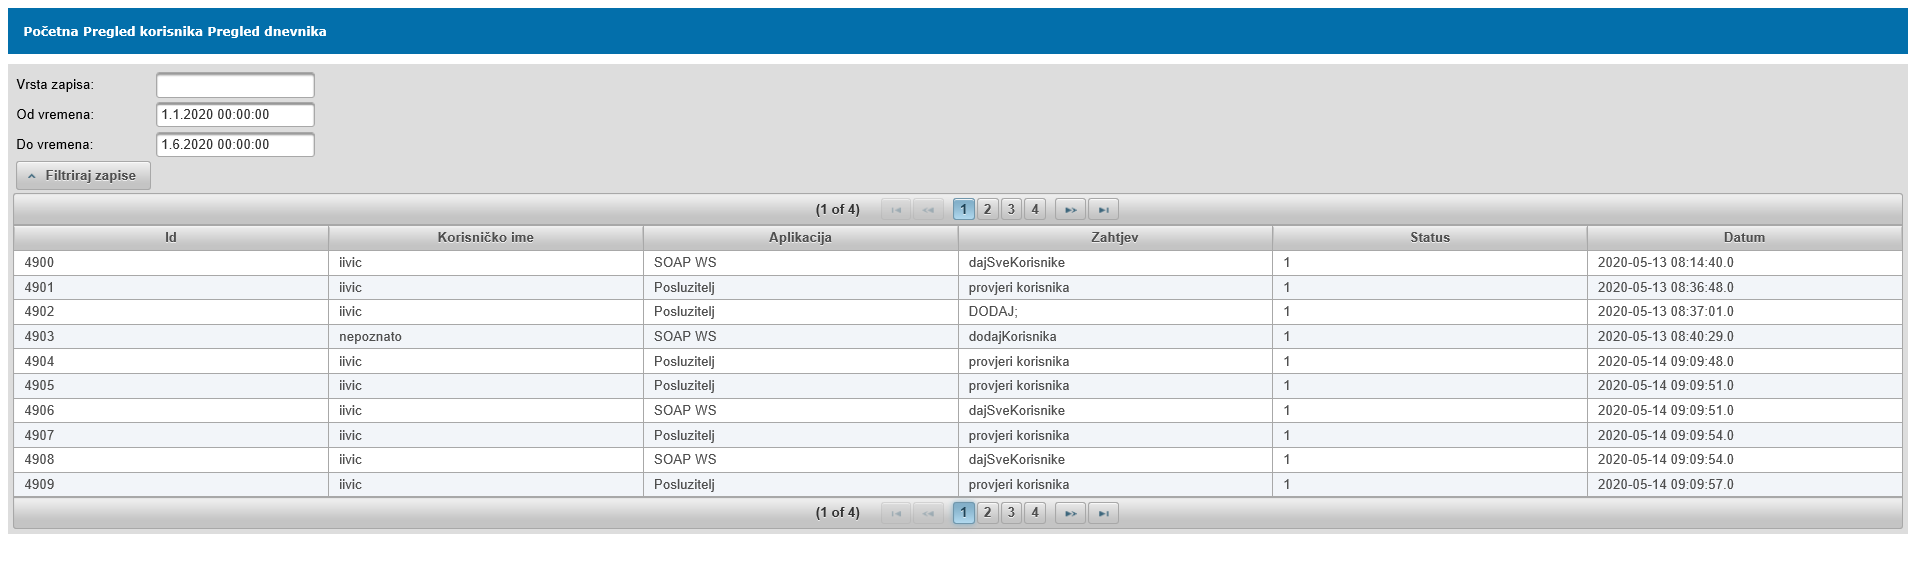 Početna Pregled korisnika Pregled dnevnika
Vrsta zapisa:
Od vremena: 1.1.2020 00:00:00
Do vremena: 1.6.2020 00:00:00
Filtriraj zapise
(1 of 4) 1 2 3 4
Id Korisničko ime Aplikacija Zahtjev Status Datum
4900 iivic SOAP WS dajSveKorisnike 1 2020-05-13 08:14:40.0
4901 iivic Posluzitelj provjeri korisnika 1 2020-05-13 08:36:48.0
4902 iivic Posluzitelj DODAJ; 1 2020-05-13 08:37:01.0
4903 nepoznato SOAP WS dodajKorisnika 1 2020-05-13 08:40:29.0
4904 iivic Posluzitelj provjeri korisnika 1 2020-05-14 09:09:48.0
4905 iivic Posluzitelj provjeri korisnika 1 2020-05-14 09:09:51.0
4906 iivic SOAP WS dajSveKorisnike 1 2020-05-14 09:09:51.0
4907 iivic Posluzitelj provjeri korisnika 1 2020-05-14 09:09:54.0
4908 iivic SOAP WS dajSveKorisnike 1 2020-05-14 09:09:54.0
4909 iivic Posluzitelj provjeri korisnika 1 2020-05-14 09:09:57.0
(1 of 4) 1 2 3 4